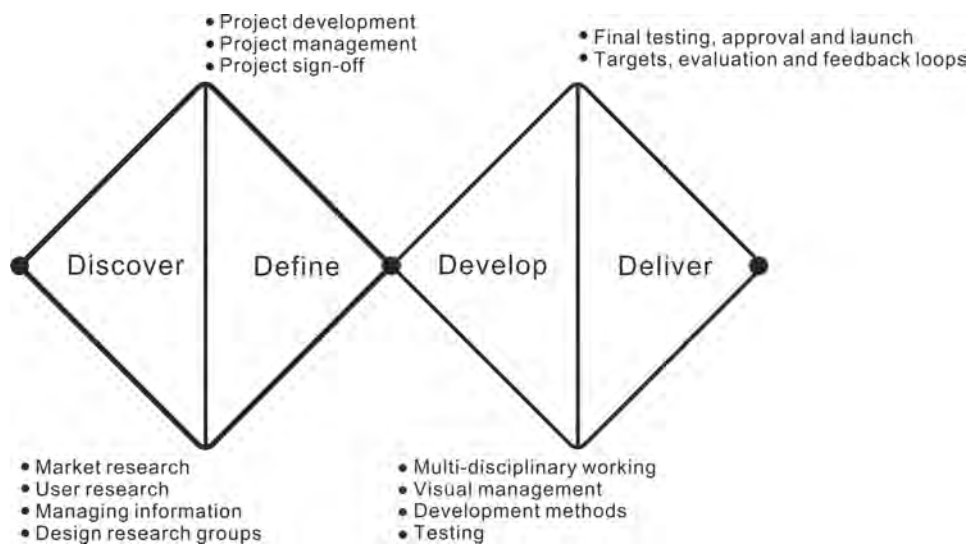 • Project development
• Project management
• Project sign-off
• Final testing, approval and launch
• Targets, evaluation and feedback loops
Discover
Define
Develop
Deliver
• Market research
• User research
• Managing information
• Design research groups
• Multi-disciplinary working
• Visual management
• Development methods
• Testing